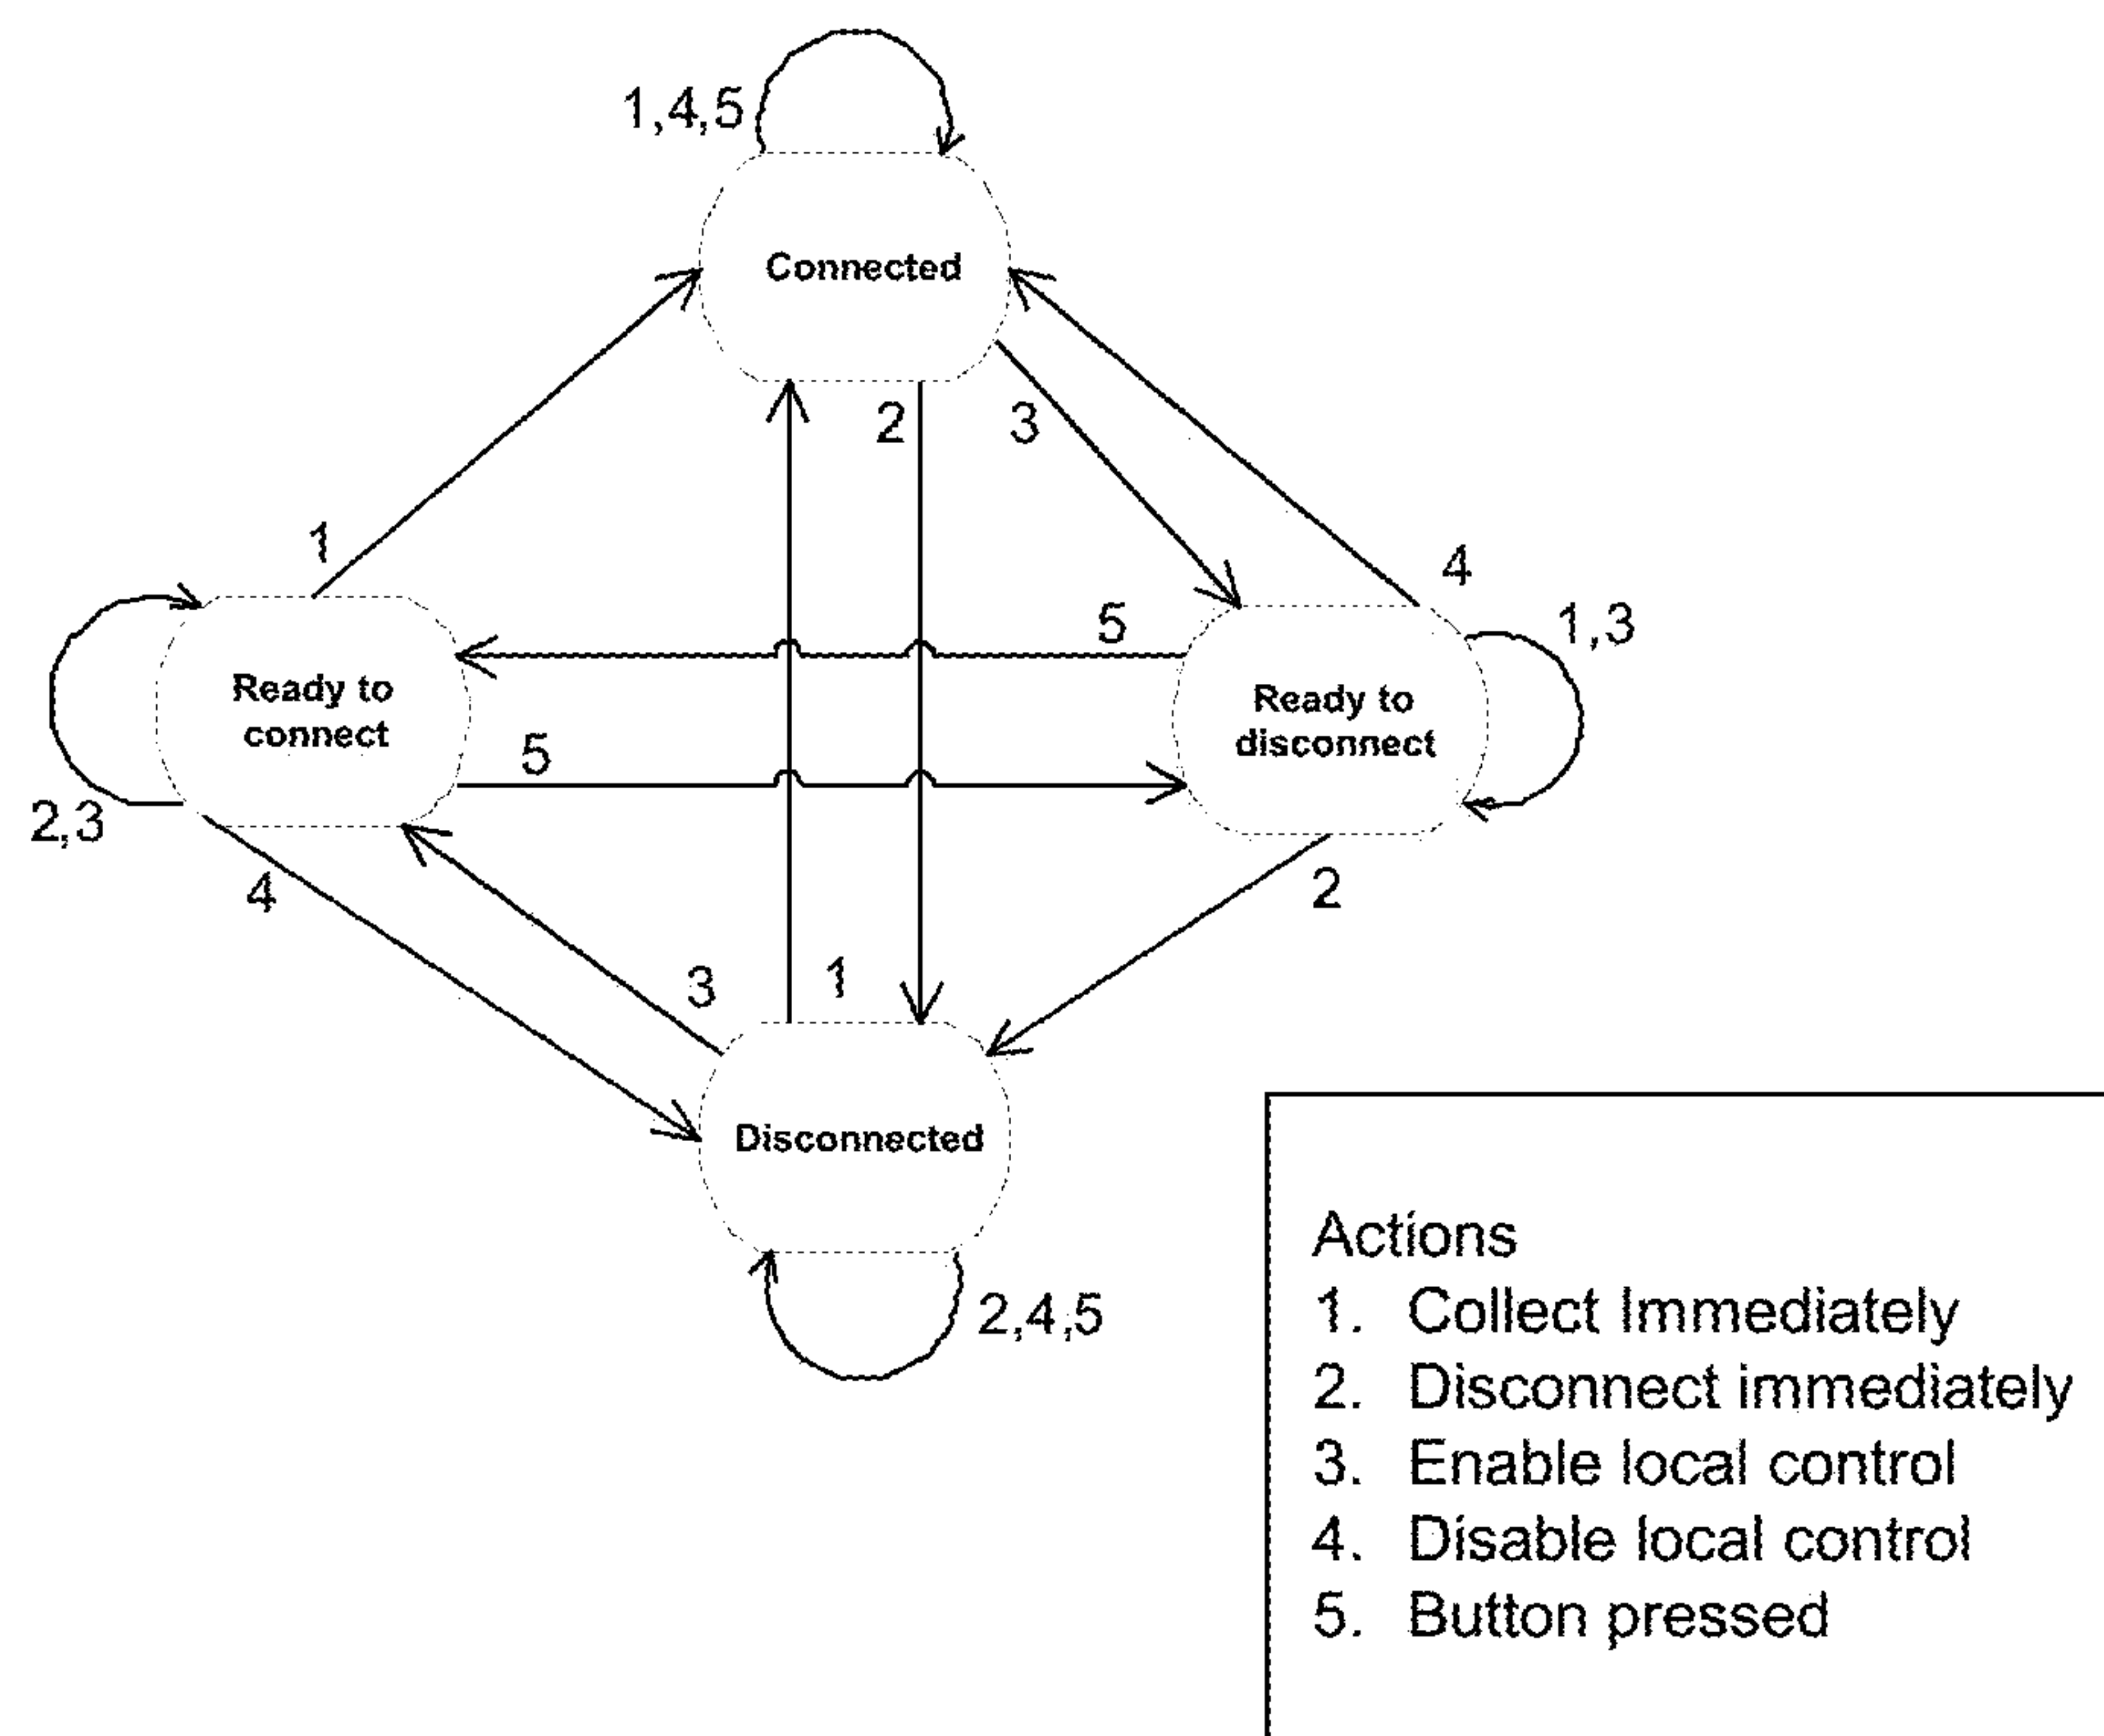 1,4,5
Connected
2
3
1
4
5
1,3
Ready to
connect
Ready to
disconnect
5
2,3
4
2
3
1
Disconnected
2,4,5
Actions
1. Collect Immediately
2. Disconnect immediately
3. Enable local control
4. Disable local control
5. Button pressed